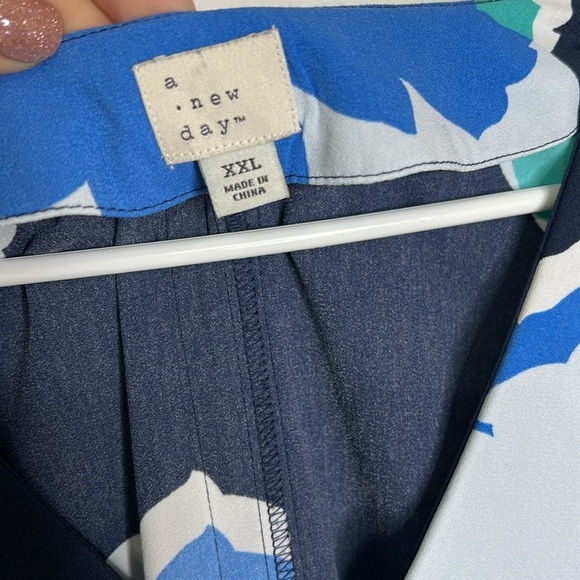 a
. new
day™
XXL
MADE IN
CHINA